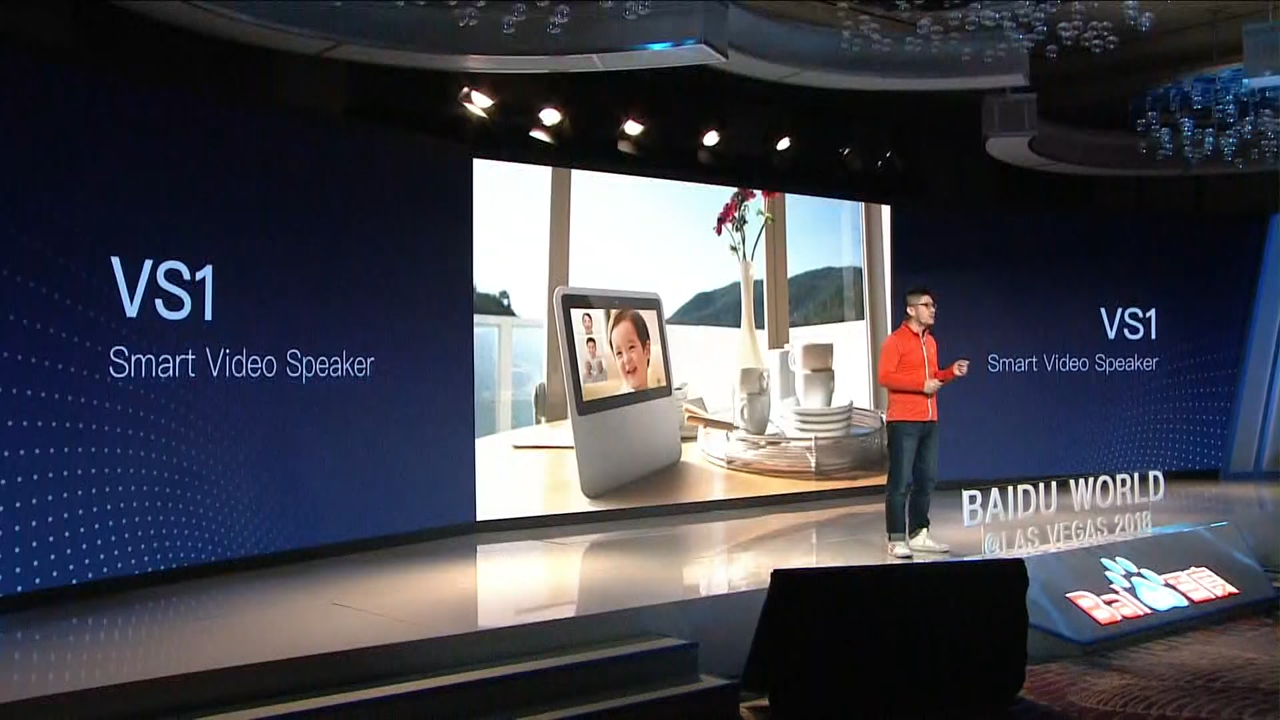 VS1
Smart Video Speaker
VS1
Smart Video Speaker
BAIDU WORLD
@LAS VEGAS 2018
Bai百度